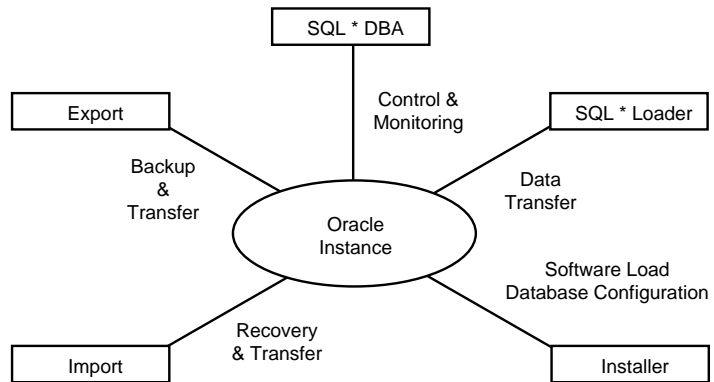 SQL * DBA
Export
Control &
Monitoring
SQL * Loader
Backup
&
Transfer
Data
Transfer
Oracle
Instance
Software Load
Database Configuration
Recovery
& Transfer
Import
Installer